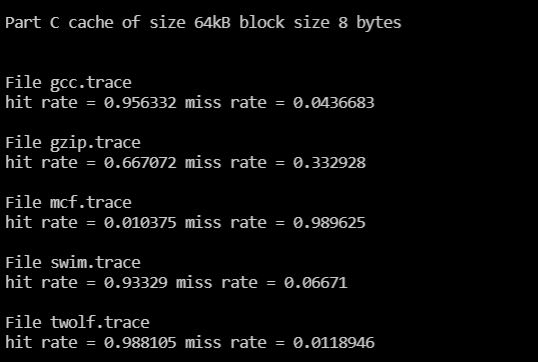 Part C cache of size 64kB block size 8 bytes
File gcc.trace
hit rate = 0.956332 miss rate = 0.0436683
File gzip.trace
hit rate = 0.667072 miss rate = 0.332928
File mcf.trace
hit rate = 0.010375 miss rate = 0.989625
File swim.trace
hit rate = 0.93329 miss rate = 0.06671
File twolf.trace
hit rate = 0.988105 miss rate = 0.0118946